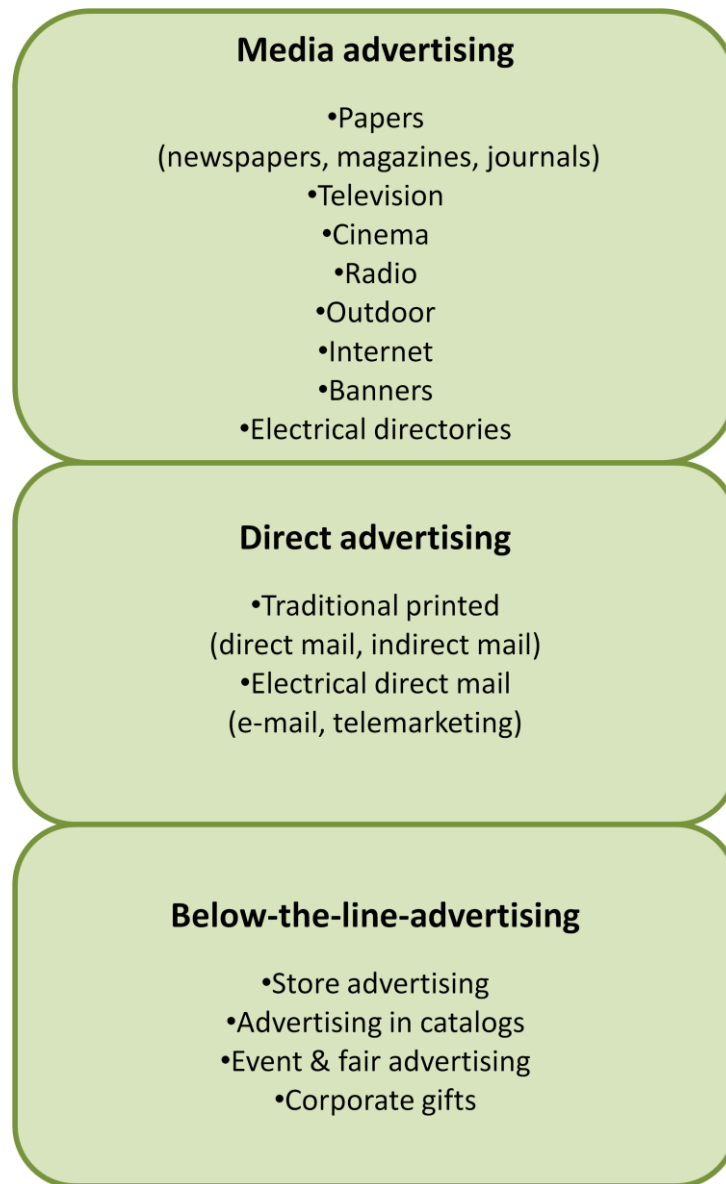 Media advertising
•Papers
(newspapers, magazines, journals)
•Television
•Cinema
•Radio
•Outdoor
•Internet
•Banners
•Electrical directories
Direct advertising
•Traditional printed
(direct mail, indirect mail)
•Electrical direct mail
(e-mail, telemarketing)
Below-the-line-advertising
•Store advertising
•Advertising in catalogs
•Event & fair advertising
•Corporate gifts